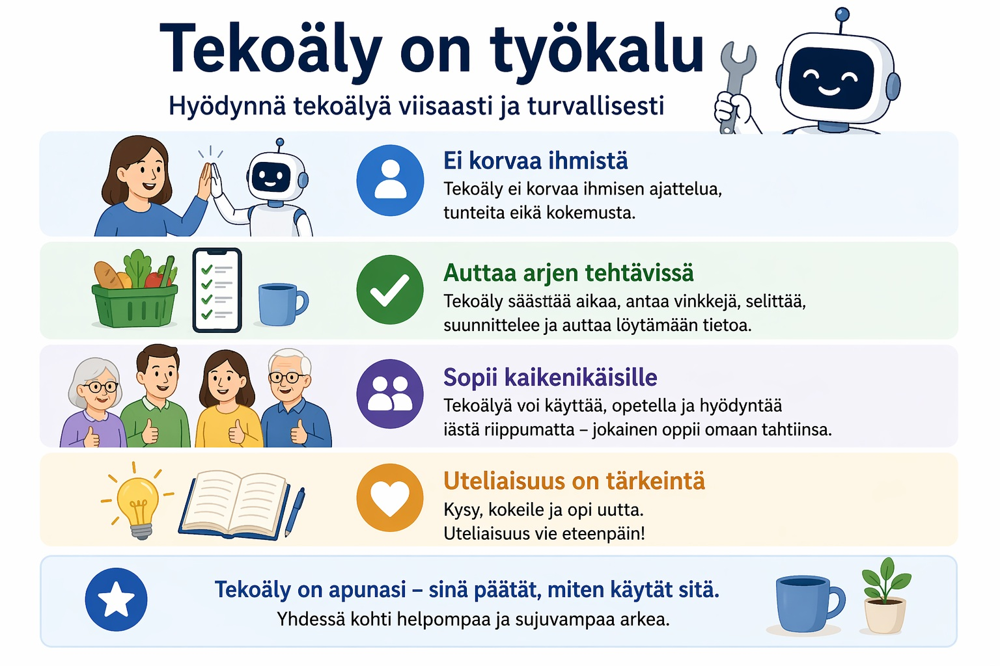 Tekoäly on työkalu
Hyödynnä tekoälyä viisaasti ja turvallisesti
Ei korvaa ihmistä
Tekoäly ei korvaa ihmisen ajattelua,
tunteita eikä kokemusta.
Auttaa arjen tehtävissä
Tekoäly säästtää aikaa, antaa vinkkejä, selittää,
suunnittelee ja auttaa löytämään tietoa.
Sopii kaikenikäisille
Tekoälyä voi käyttää, opetella ja hyödyntää
iästä riippumatta – jokainen oppii omaan tahtiinsa.
Uteliaisuus on tärkeintä
Kysy, kokeile ja opi uutta.
Uteliaisuus vie eteenpäin!
Tekoäly on apunasi – sinä päätät, miten käytät sitä.
Yhdessä kohti helpompaa ja sujuvampaa arkea.